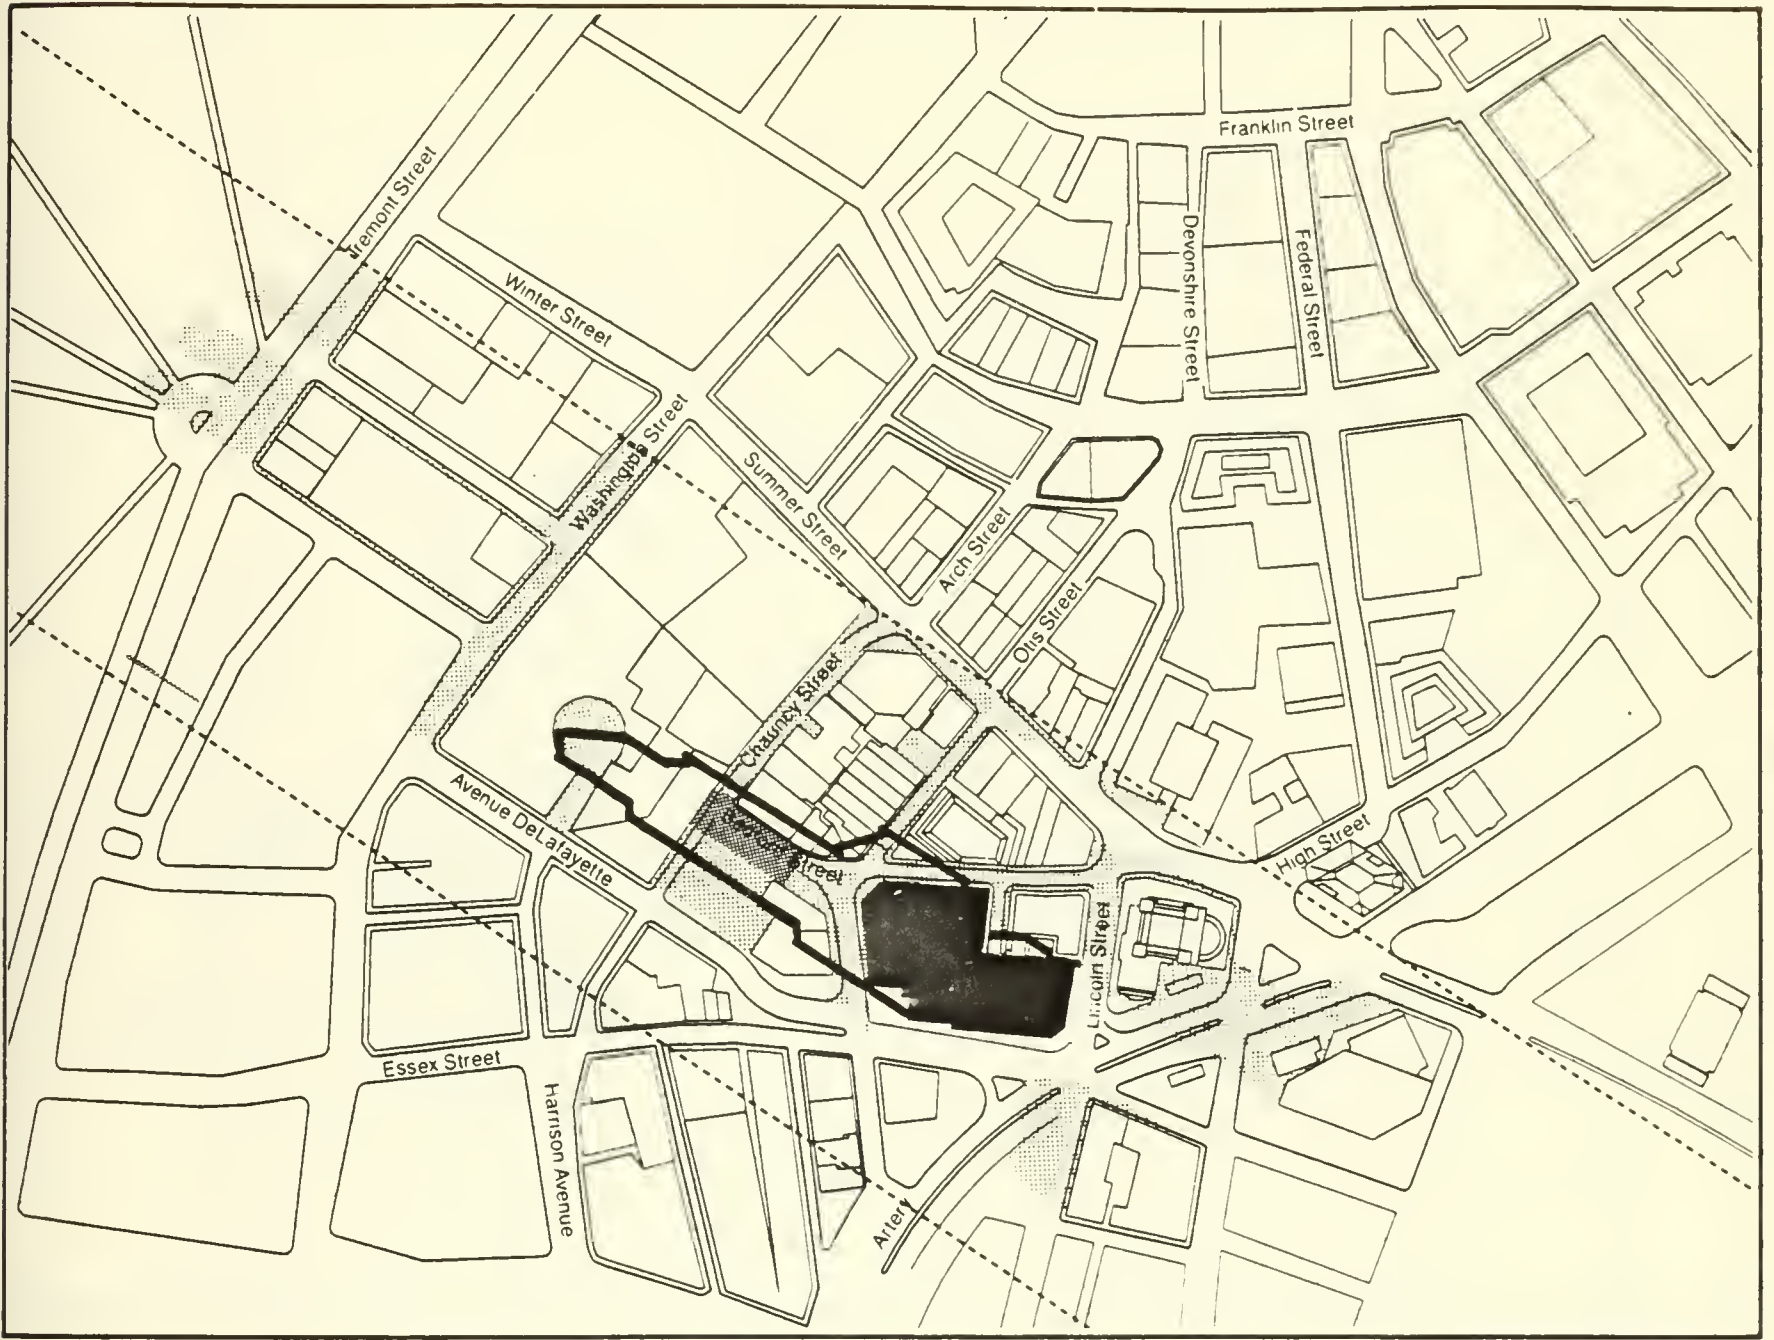 Franklin Street
Tremont Street
Devonshire Street
Federal Street
Winter Street
Washington Street
Summer Street
Arch Street
Otis Street
Chauncy Street
Avenue DeLafayette
Bedford Street
High Street
Lincoln Street
Essex Street
Harrison Avenue
Artery